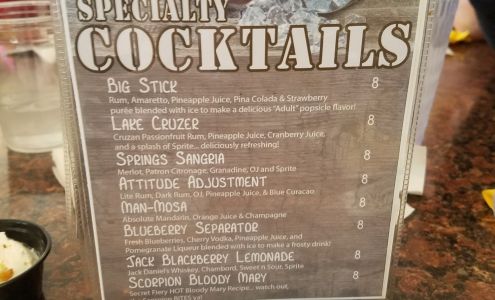 SPECIALTY
COCKTAILS
BIG STICK 8
Rum, Amaretto, Pineapple Juice, Pina Colada & Strawberry
purée blended with ice to make a delicious "Adult" popsicle flavor!
LAKE CRUZER 8
Cruzan Passionfruit Rum, Pineapple Juice, Cranberry Juice,
and a splash of Sprite... deliciously refreshing!
SPRINGS SANGRIA 8
Merlot, Patron Citronage, Granadine, OJ and Sprite
ATTITUDE ADJUSTMENT 8
Lite Rum, Dark Rum, OJ, Pineapple Juice, & Blue Curacao
MAN-MOSA 8
Absolute Mandarin, Orange Juice & Champagne
BLUEBERRY SEPARATOR 8
Fresh Blueberries, Cherry Vodka, Pineapple Juice, and
Pomegranate Liqueur blended with ice to make a frosty drink!
JACK BLACKBERRY LEMONADE 8
Jack Daniel's Whiskey, Chambord, Sweet n Sour, Sprite
SCORPION BLOODY MARY 8
Secret Fiery HOT Bloody Mary Recipe... watch out,
BITES ya!